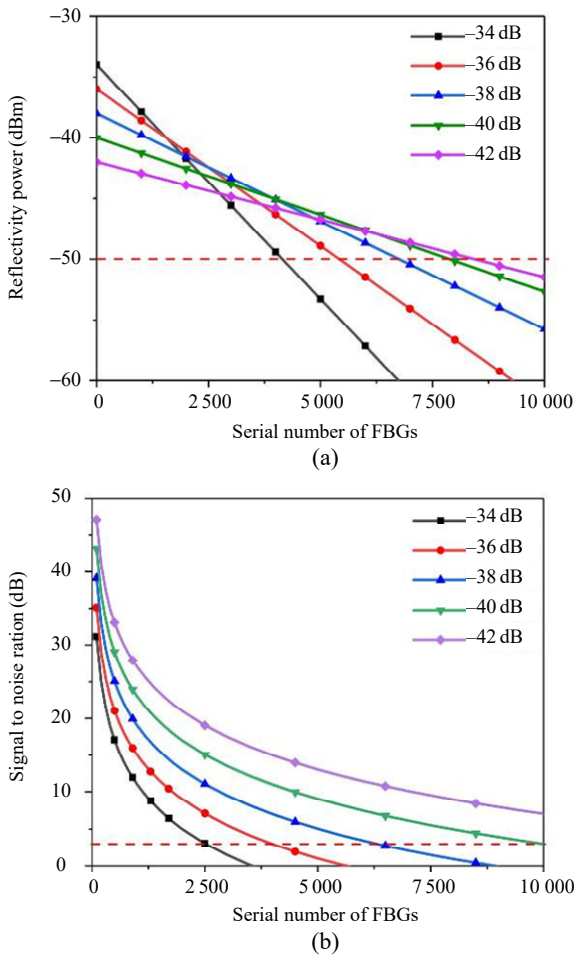 –30
–40
–50
–60
Reflectivity power (dBm)
–34 dB
–36 dB
–38 dB
–40 dB
–42 dB
0 2 500 5 000 7 500 10 000
Serial number of FBGs
(a)
50
40
30
20
10
0
Signal to noise ration (dB)
–34 dB
–36 dB
–38 dB
–40 dB
–42 dB
0 2 500 5 000 7 500 10 000
Serial number of FBGs
(b)